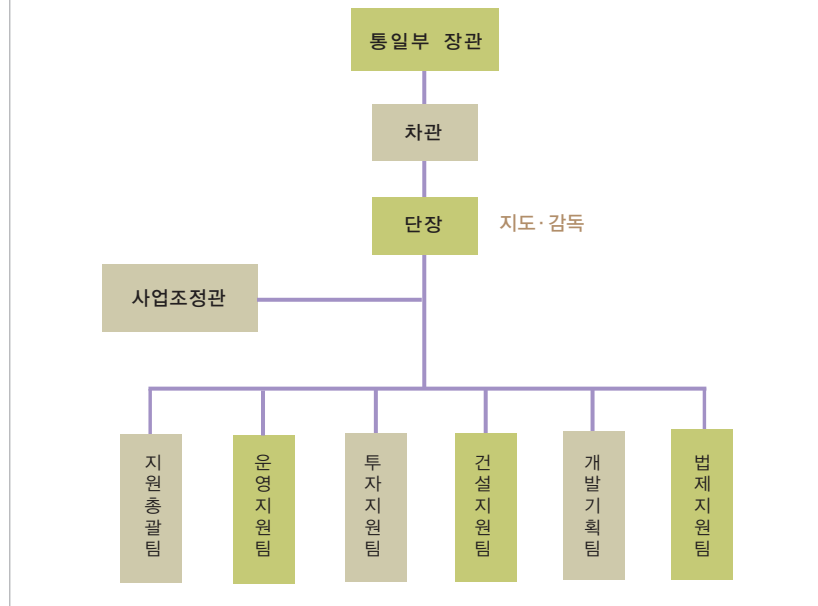 통일부 장관
차관
단장
지도·감독
사업조정관
지원총괄팀
운영지원팀
투자지원팀
건설지원팀
개발기획팀
법제지원팀